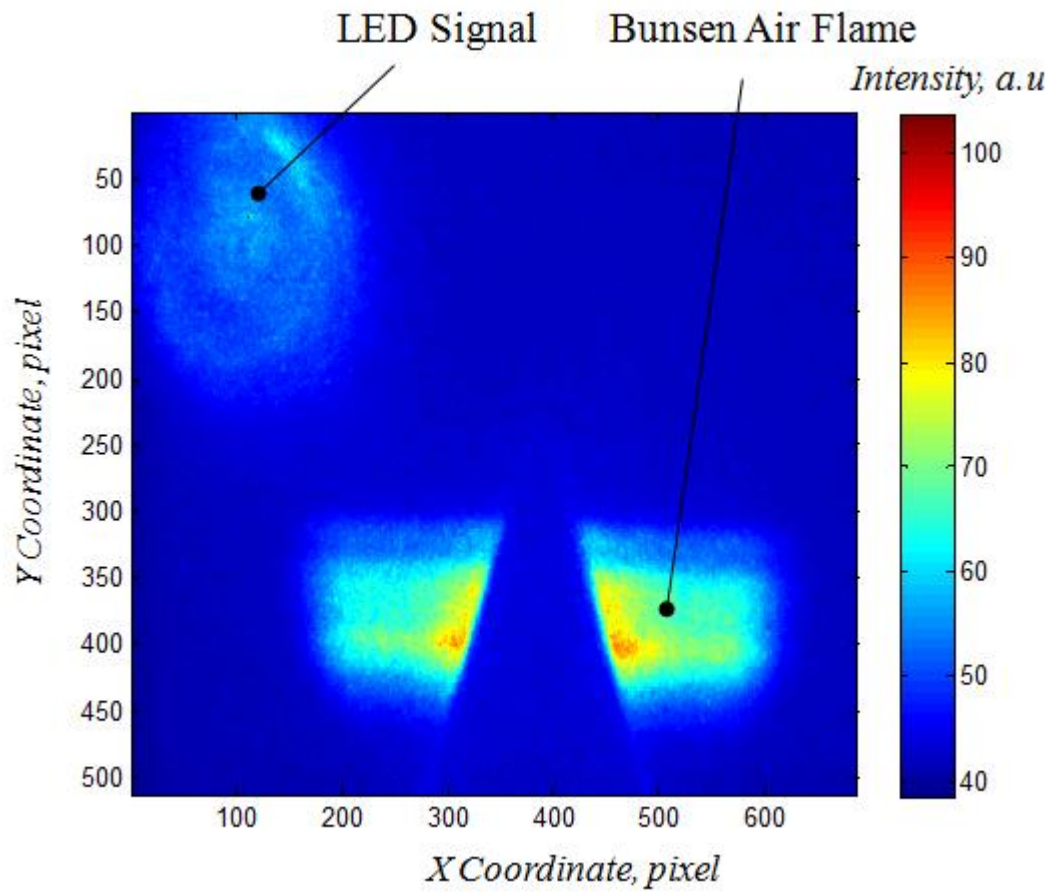 LED Signal
Bunsen Air Flame
Intensity, a.u
Y Coordinate, pixel
50
100
150
200
250
300
350
400
450
500
100 200 300 400 500 600
X Coordinate, pixel
100
90
80
70
60
50
40